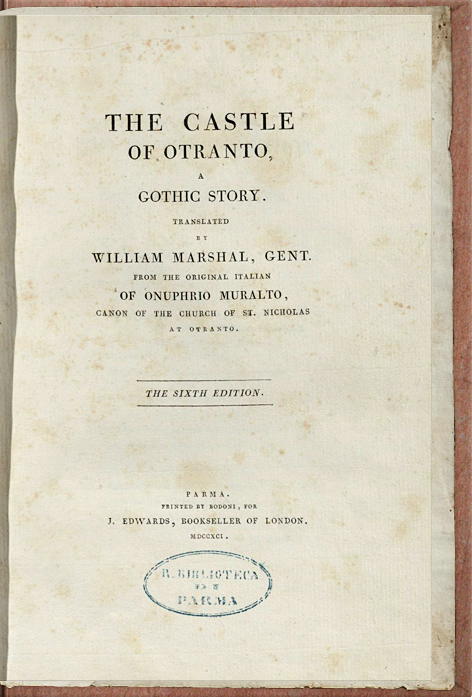 THE CASTLE
OF OTRANTO,
A
GOTHIC STORY.
TRANSLATED
BY
WILLIAM MARSHAL, GENT.
FROM THE ORIGINAL ITALIAN
OF ONUPHRIO MURALTO,
CANON OF THE CHURCH OF ST. NICHOLAS
AT OTRANTO.
THE SIXTH EDITION.
PARMA.
PRINTED BY BODONI, FOR
J. EDWARDS, BOOKSELLER OF LONDON.
MDCCXCI.
R. BIBLIOTECA
DI
PARMA